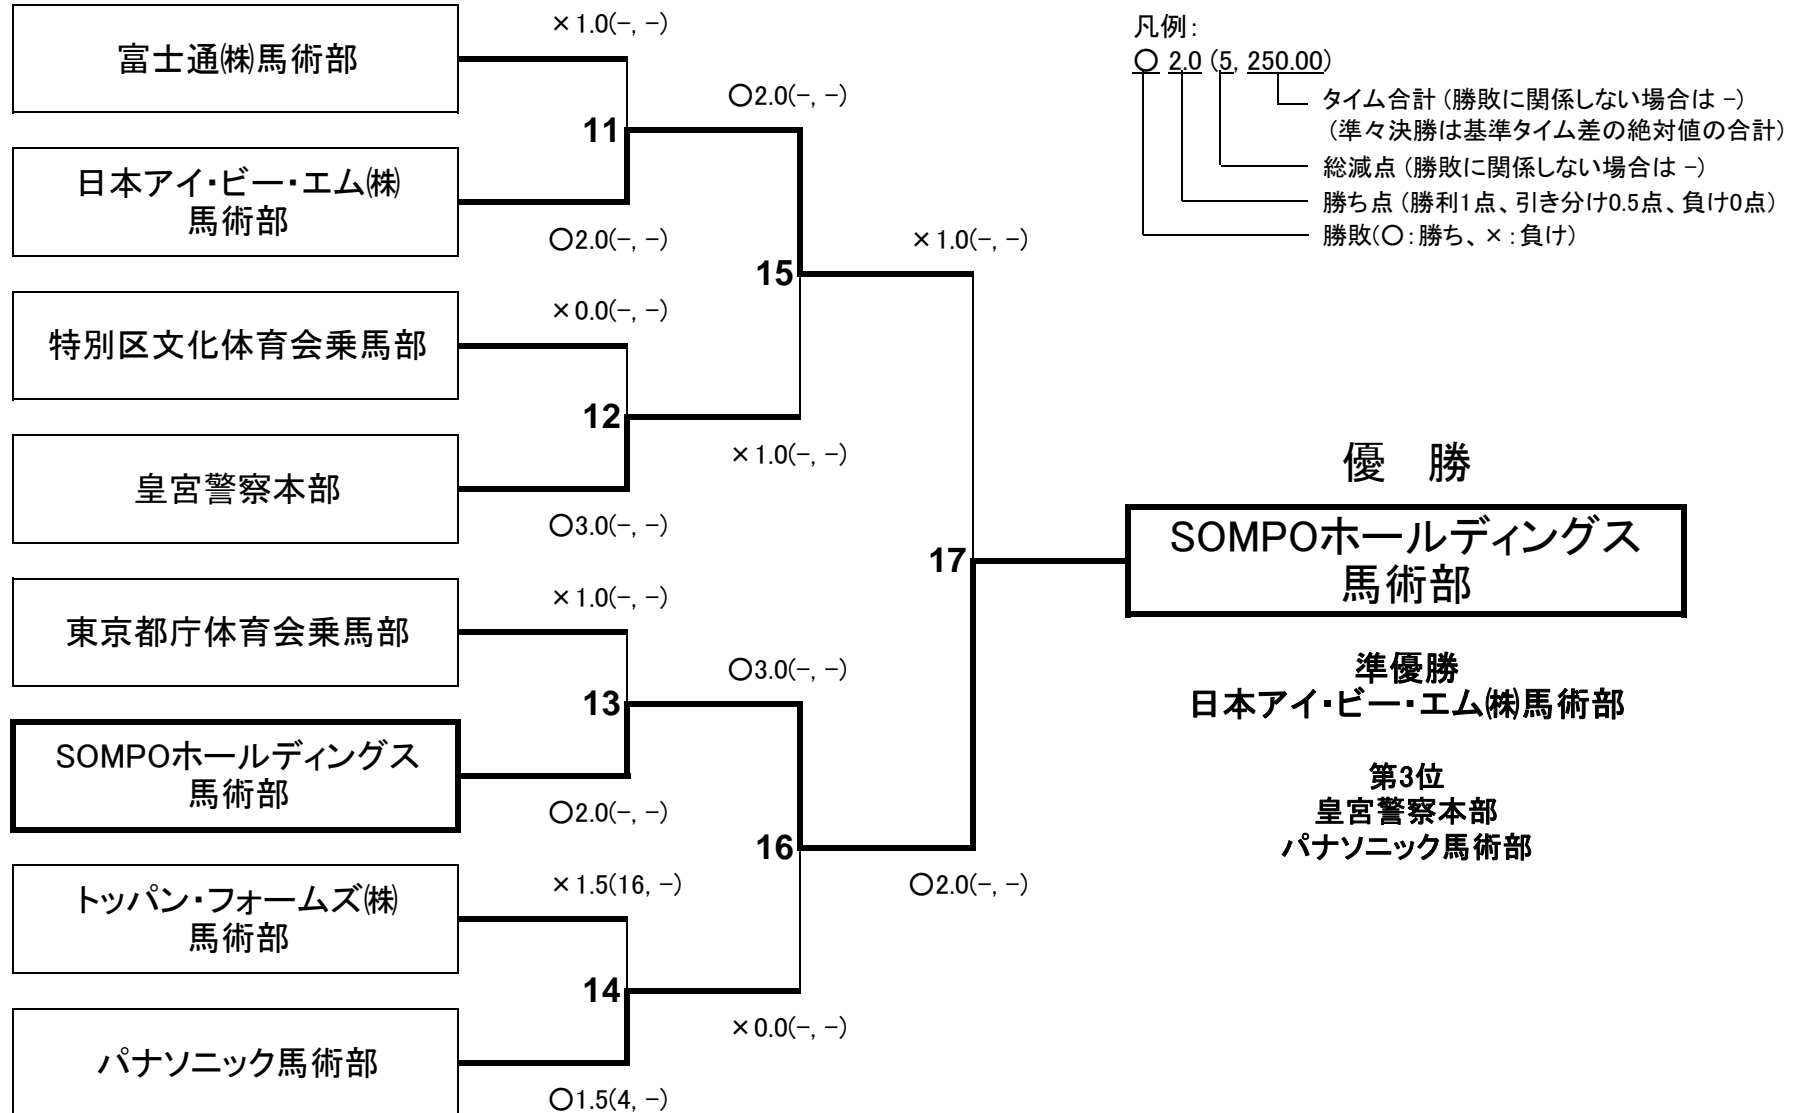 ×1.0(−, −)
富士通㈱馬術部
11
○2.0(−, −)
日本アイ・ビー・エム㈱
馬術部
○2.0(−, −)
15
×1.0(−, −)
×0.0(−, −)
特別区文化体育会乗馬部
12
×1.0(−, −)
皇宮警察本部
○3.0(−, −)
17
×1.0(−, −)
東京都庁体育会乗馬部
13
○3.0(−, −)
SOMPOホールディングス
馬術部
○2.0(−, −)
16
○2.0(−, −)
×1.5(16, −)
トッパン・フォームズ㈱
馬術部
14
×0.0(−, −)
パナソニック馬術部
○1.5(4, −)
凡例:
○ 2.0 (5, 250.00)
タイム合計 (勝敗に関係しない場合は −)
(準々決勝は基準タイム差の絶対値の合計)
総減点 (勝敗に関係しない場合は −)
勝ち点 (勝利1点、引き分け0.5点、負け0点)
勝敗(○:勝ち、×:負け)
優 勝
SOMPOホールディングス
馬術部
準優勝
日本アイ・ビー・エム㈱馬術部
第3位
皇宮警察本部
パナソニック馬術部